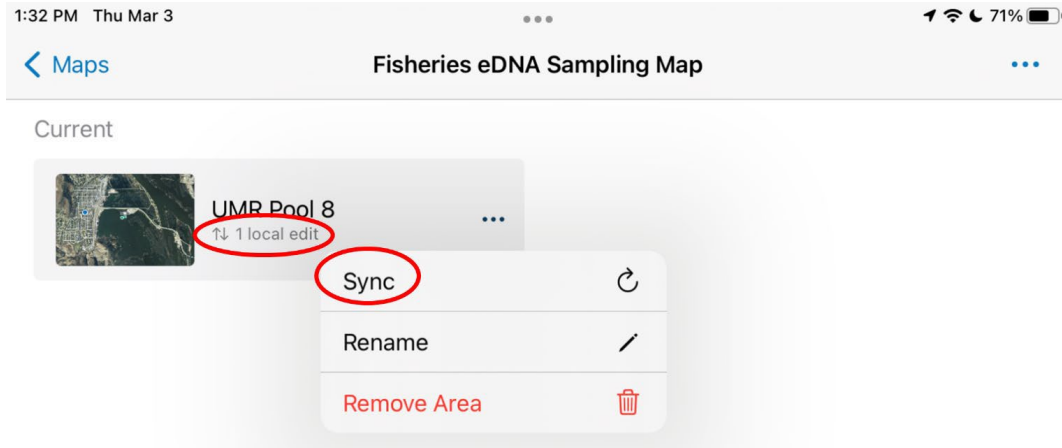 1:32 PM Thu Mar 3 71%
Maps Fisheries eDNA Sampling Map
Current
UMR Pool 8
1 local edit
Sync
Rename
Remove Area